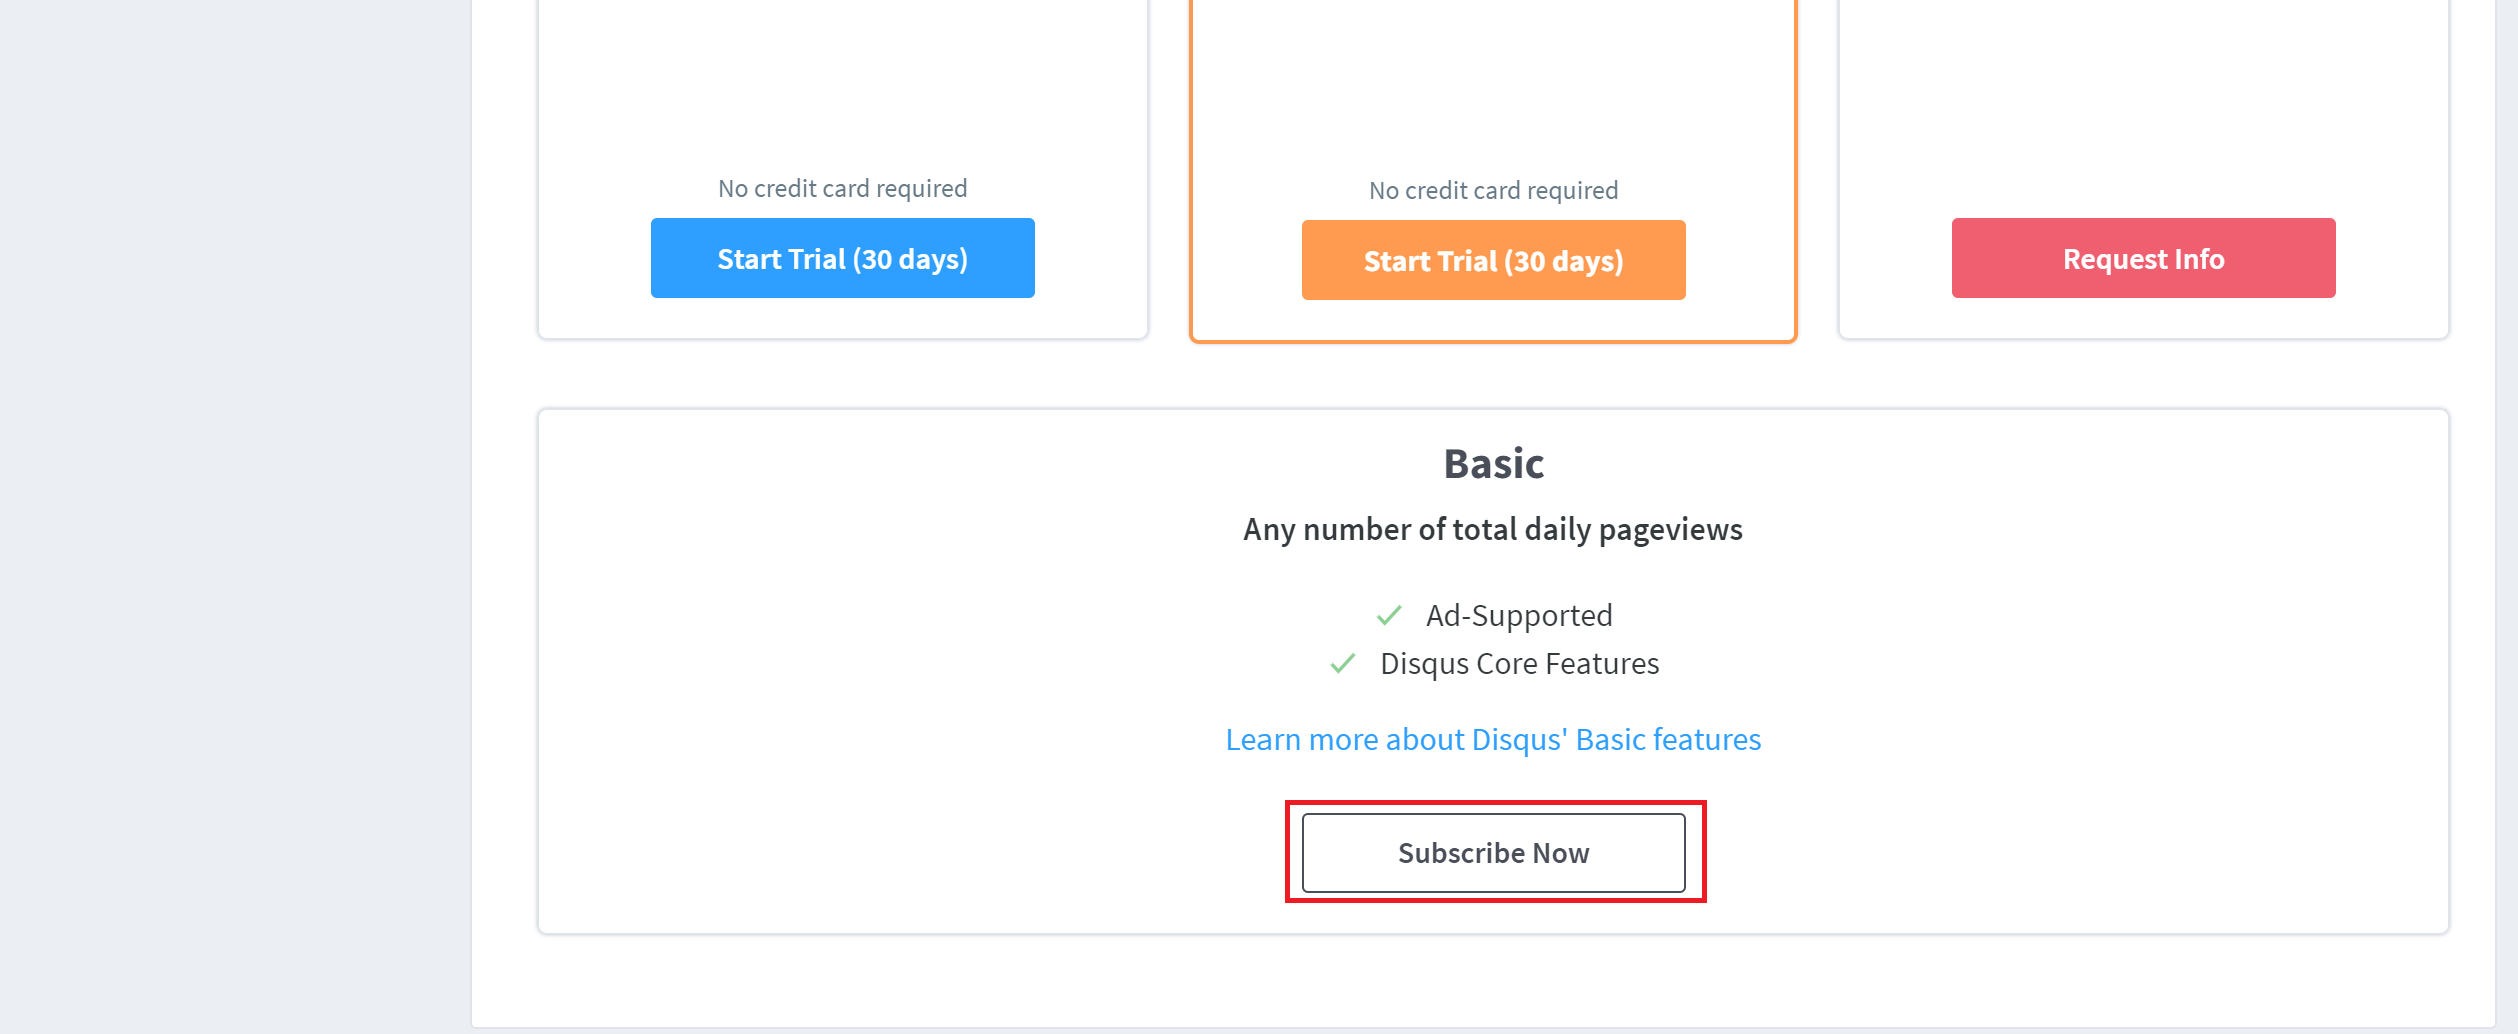 No credit card required
Start Trial (30 days)
No credit card required
Start Trial (30 days)
Request Info
Basic
Any number of total daily pageviews
Ad-Supported
Disqus Core Features
Learn more about Disqus' Basic features
Subscribe Now